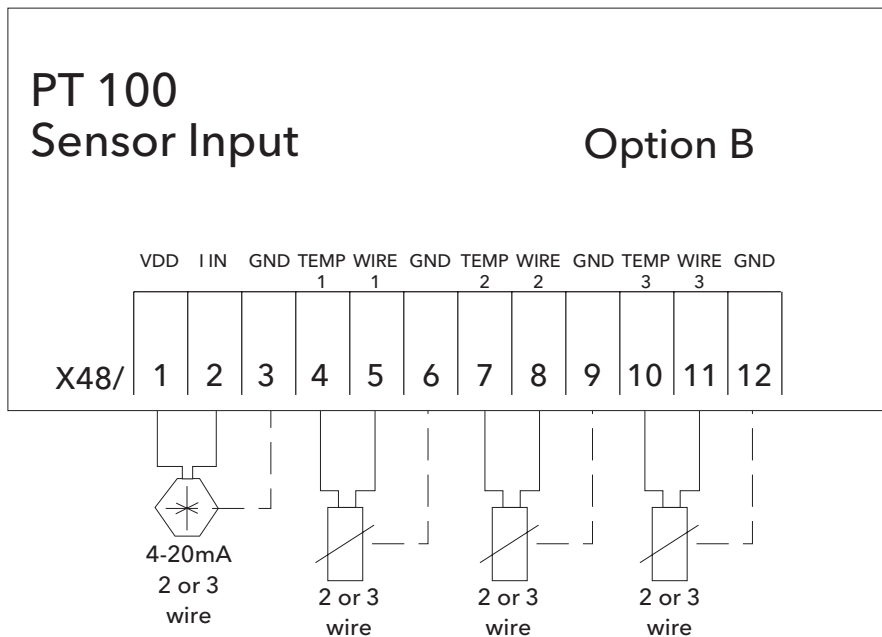 PT 100
Sensor Input
Option B
VDD I IN GND TEMP WIRE GND TEMP WIRE GND TEMP WIRE GND
1 1 2 2 3 3
X48/ 1 2 3 4 5 6 7 8 9 10 11 12
4-20mA
2 or 3
wire
2 or 3
wire
2 or 3
wire
2 or 3
wire